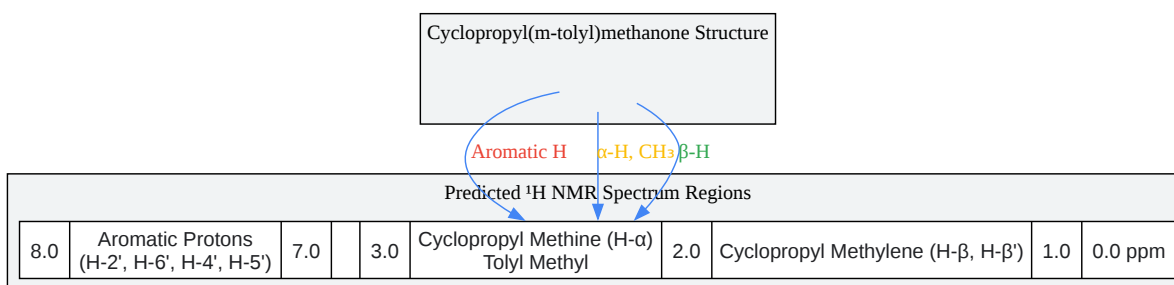 Cyclopropyl(m-tolyl)methanone Structure
Aromatic H
α-H, CH₃
β-H
Predicted ¹H NMR Spectrum Regions
8.0
Aromatic Protons
(H-2', H-6', H-4', H-5')
7.0
3.0
Cyclopropyl Methine (H-α)
Tolyl Methyl
2.0
Cyclopropyl Methylene (H-β, H-β')
1.0
0.0 ppm